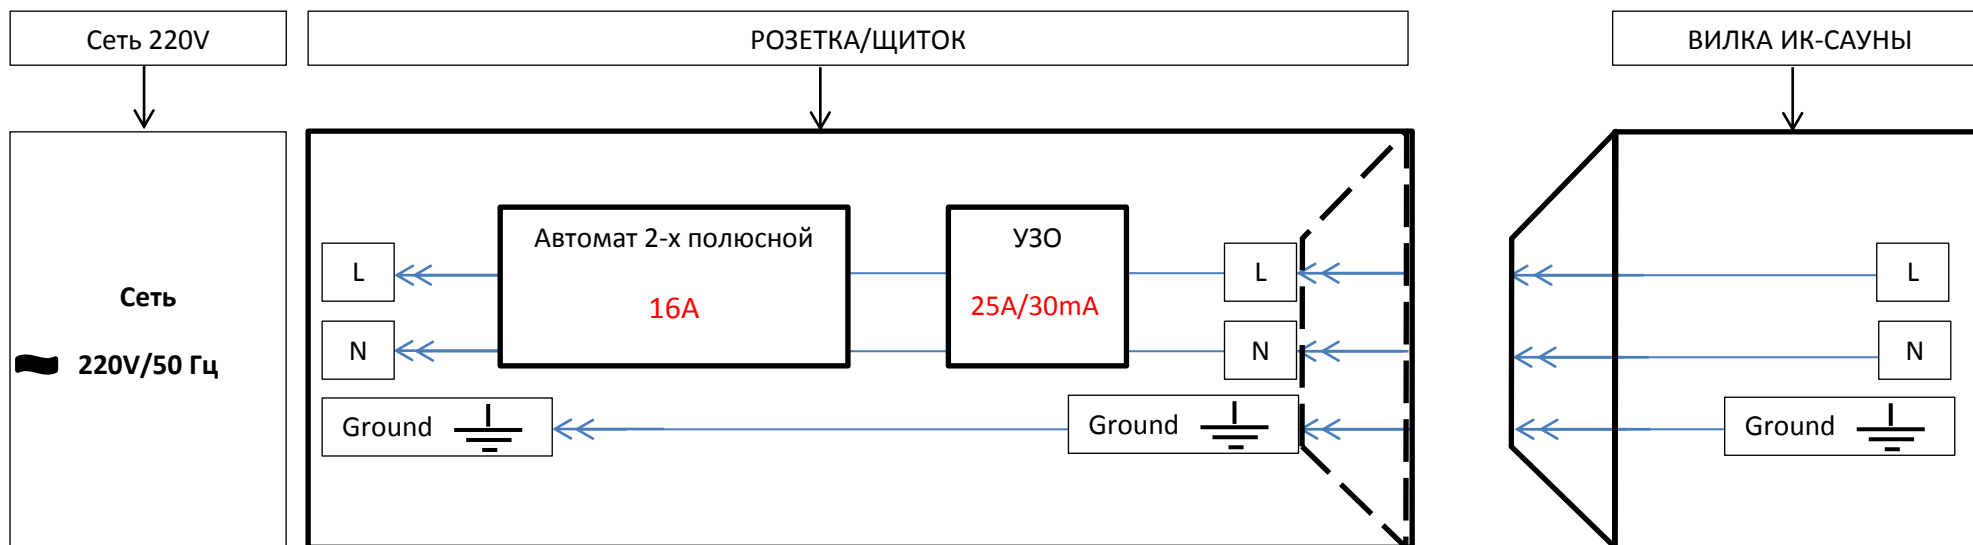 Сеть 220V
РОЗЕТКА/ЩИТОК
ВИЛКА ИК-САУНЫ
Сеть
220V/50 Гц
L
N
Ground
Автомат 2-х полюсной
16А
УЗО
25А/30mA
L
N
Ground
L
N
Ground